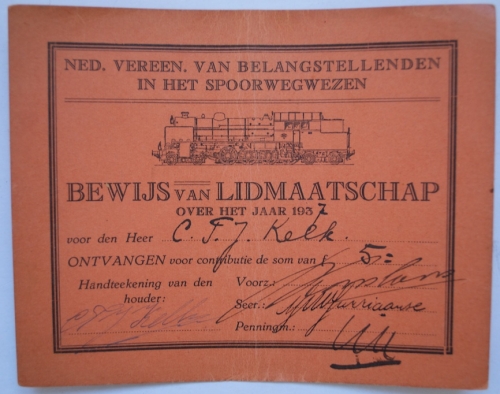 NED. VEREEN. VAN BELANGSTELLENDEN
IN HET SPOORWEGWEZEN
BEWIJS VAN LIDMAATSCHAP
OVER HET JAAR 1937
voor den Heer C. F. J. Kelk.
ONTVANGEN voor contributie de som van f 5=
Handteekening van den Voorz.:
houder: Secr.:
Penningm.: